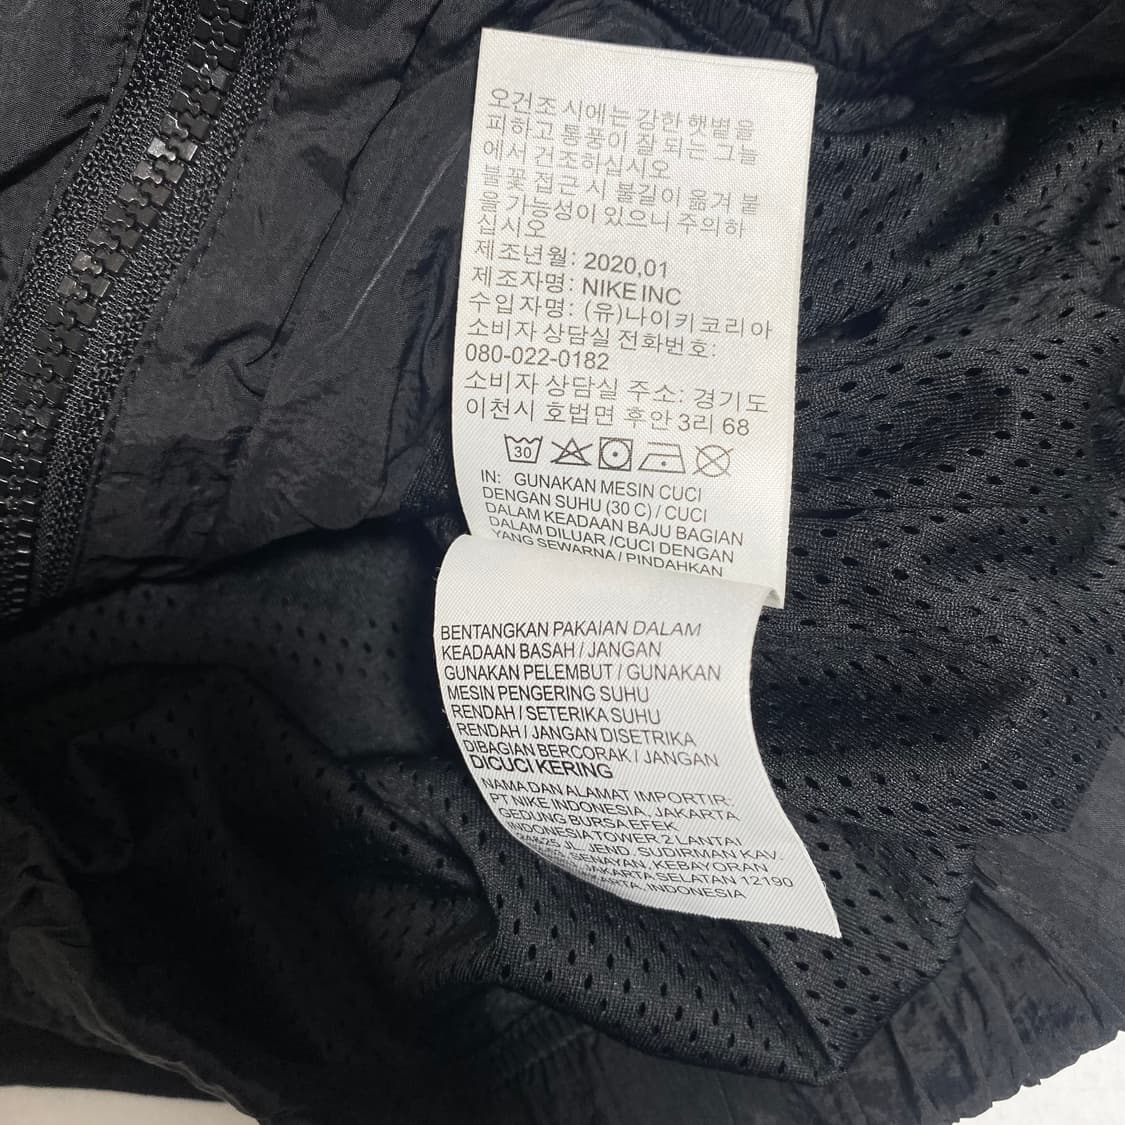 오건조 시에는 강한 햇볕을
피하고 통풍이 잘 되는 그늘
에서 건조하십시오
불꽃 접근 시 불길이 옮겨 붙
을 가능성이 있으니 주의하
십시오
제조년월: 2020,01
제조자명: NIKE INC
수입자명: (유)나이키코리아
소비자 상담실 전화번호:
080-022-0182
소비자 상담실 주소: 경기도
이천시 호법면 후안 3리 68
30
IN: GUNAKAN MESIN CUCI
DENGAN SUHU (30 C) / CUCI
DALAM KEADAAN BAJU BAGIAN
DALAM DILUAR /CUCI DENGAN
YANG SEWARNA / PINDAHKAN
BENTANGKAN PAKAIAN DALAM
KEADAAN BASAH / JANGAN
GUNAKAN PELEMBUT / GUNAKAN
MESIN PENGERING SUHU
RENDAH / SETERIKA SUHU
RENDAH / JANGAN DISETRIKA
DIBAGIAN BERCORAK / JANGAN
DICUCI KERING
NAMA DAN ALAMAT IMPORTIR:
PT NIKE INDONESIA, JAKARTA
GEDUNG BURSA EFEK
INDONESIA TOWER 2 LANTAI
JL. JEND. SUDIRMAN KAV.
SENAYAN, KEBAYORAN
JAKARTA SELATAN 12190
INDONESIA